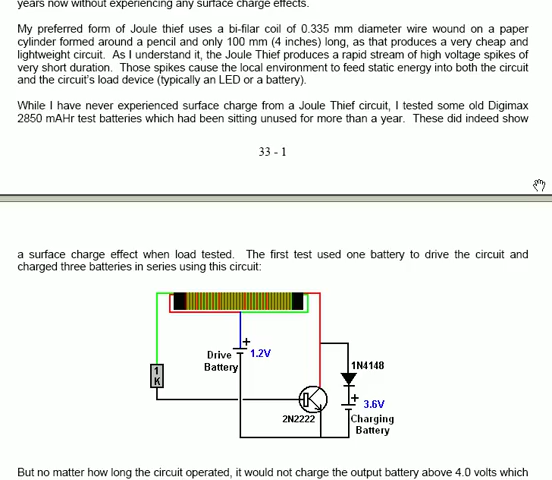 years now without experiencing any surface charge effects.
My preferred form of Joule thief uses a bi-filar coil of 0.335 mm diameter wire wound on a paper
cylinder formed around a pencil and only 100 mm (4 inches) long, as that produces a very cheap and
lightweight circuit. As I understand it, the Joule Thief produces a rapid stream of high voltage spikes of
very short duration. Those spikes cause the local environment to feed static energy into both the circuit
and the circuit's load device (typically an LED or a battery).
While I have never experienced surface charge from a Joule Thief circuit, I tested some old Digimax
2850 mAHr test batteries which had been sitting unused for more than a year. These did indeed show
33 - 1
a surface charge effect when load tested. The first test used one battery to drive the circuit and
charged three batteries in series using this circuit:
Drive
Battery
+
1.2V
1N4148
1
K
+
3.6V
2N2222
Charging
Battery
But no matter how long the circuit operated, it would not charge the output battery above 4.0 volts which